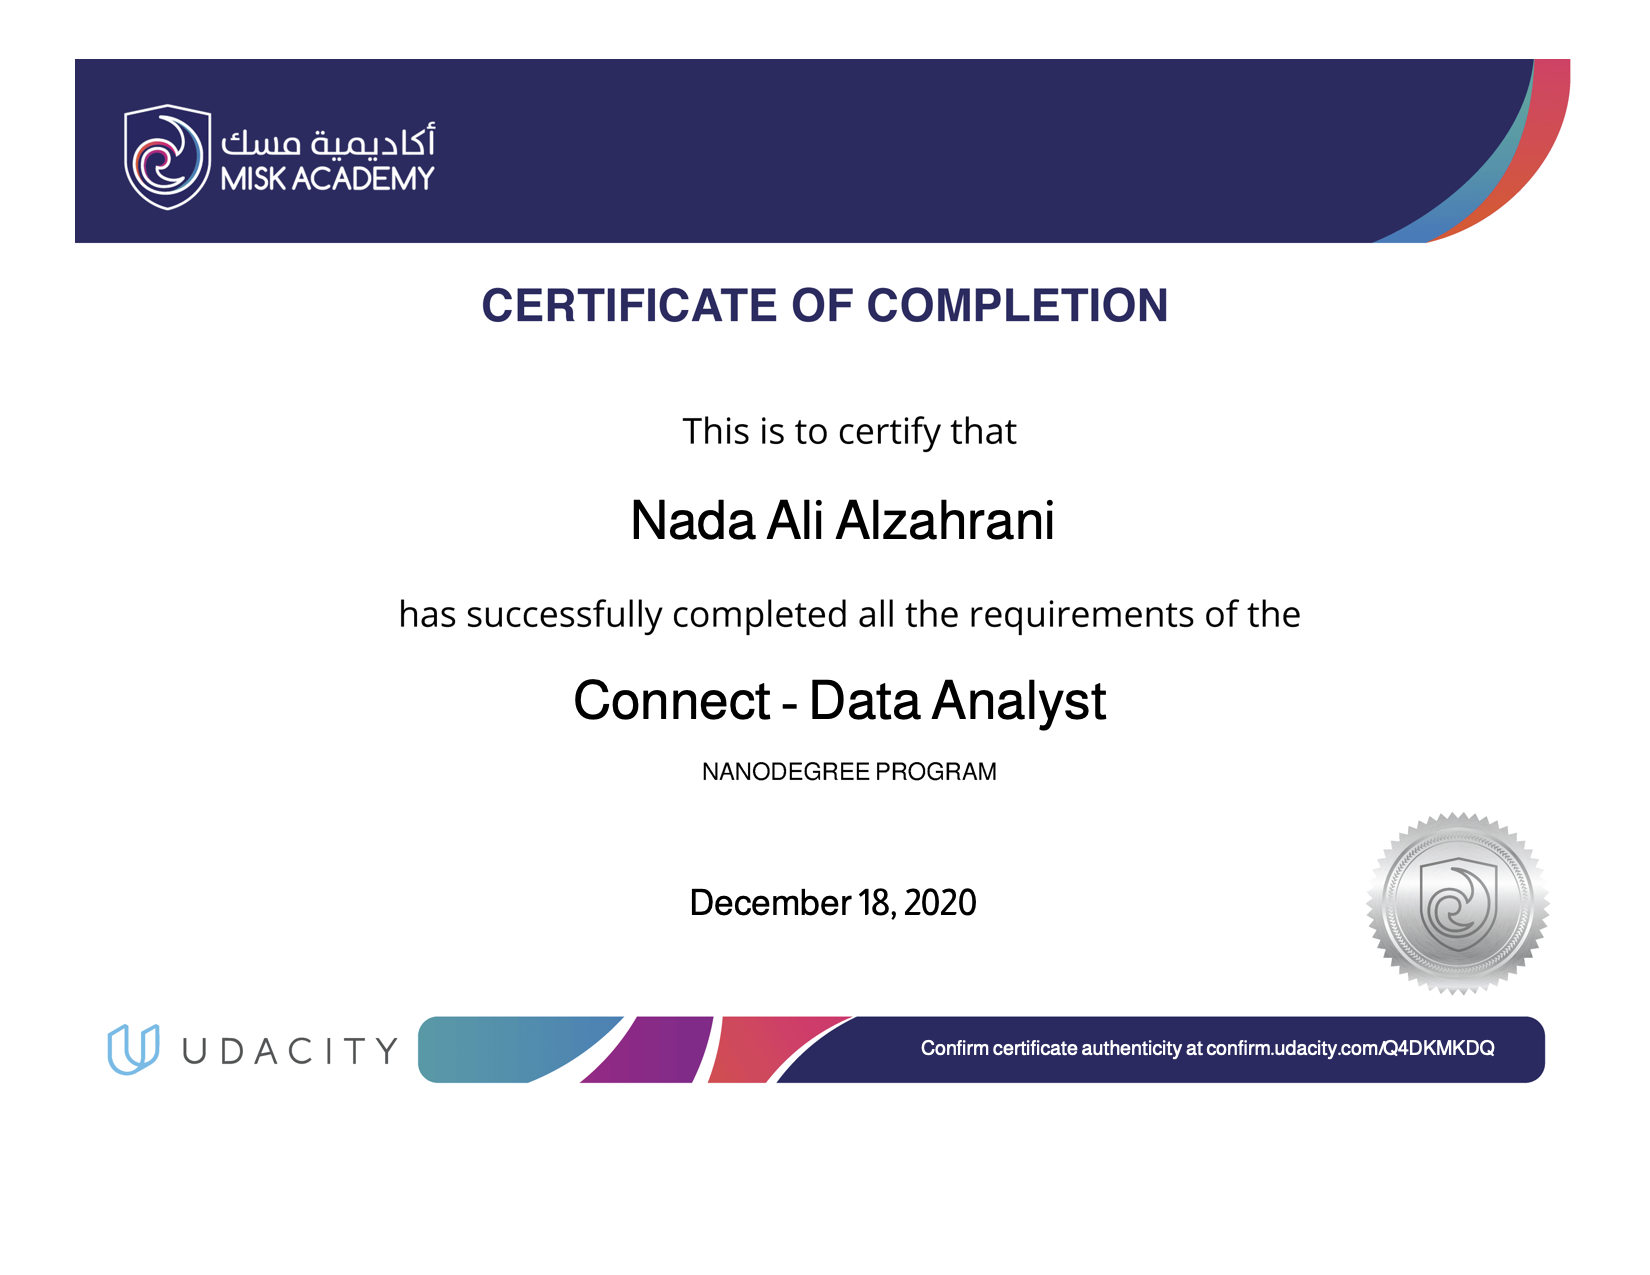 أكاديمية مسك
MISK ACADEMY
CERTIFICATE OF COMPLETION
This is to certify that
Nada Ali Alzahrani
has successfully completed all the requirements of the
Connect - Data Analyst
NANODEGREE PROGRAM
December 18, 2020
UDACITY
Confirm certificate authenticity at confirm.udacity.com/Q4DKMKDQ